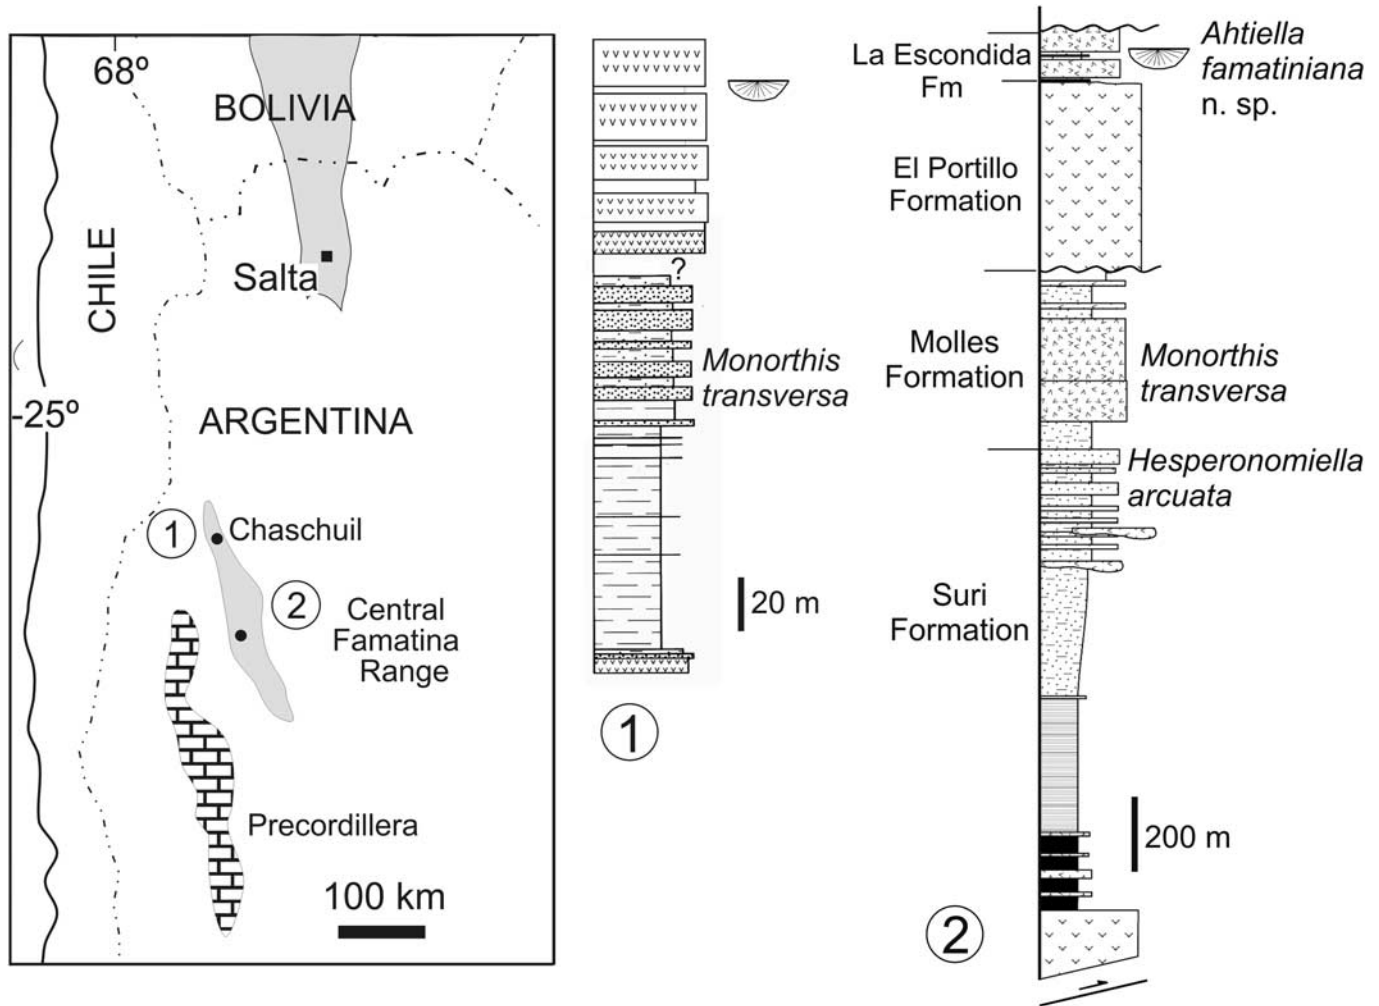 68º
BOLIVIA
CHILE
Salta
-25º
ARGENTINA
1
Chaschuil
2
Central
Famatina
Range
Precordillera
100 km
?
Monorthis
transversa
20 m
1
La Escondida
Fm
Ahtiella
famatiniana
n. sp.
El Portillo
Formation
Molles
Formation
Monorthis
transversa
Hesperonomiella
arcuata
Suri
Formation
200 m
2